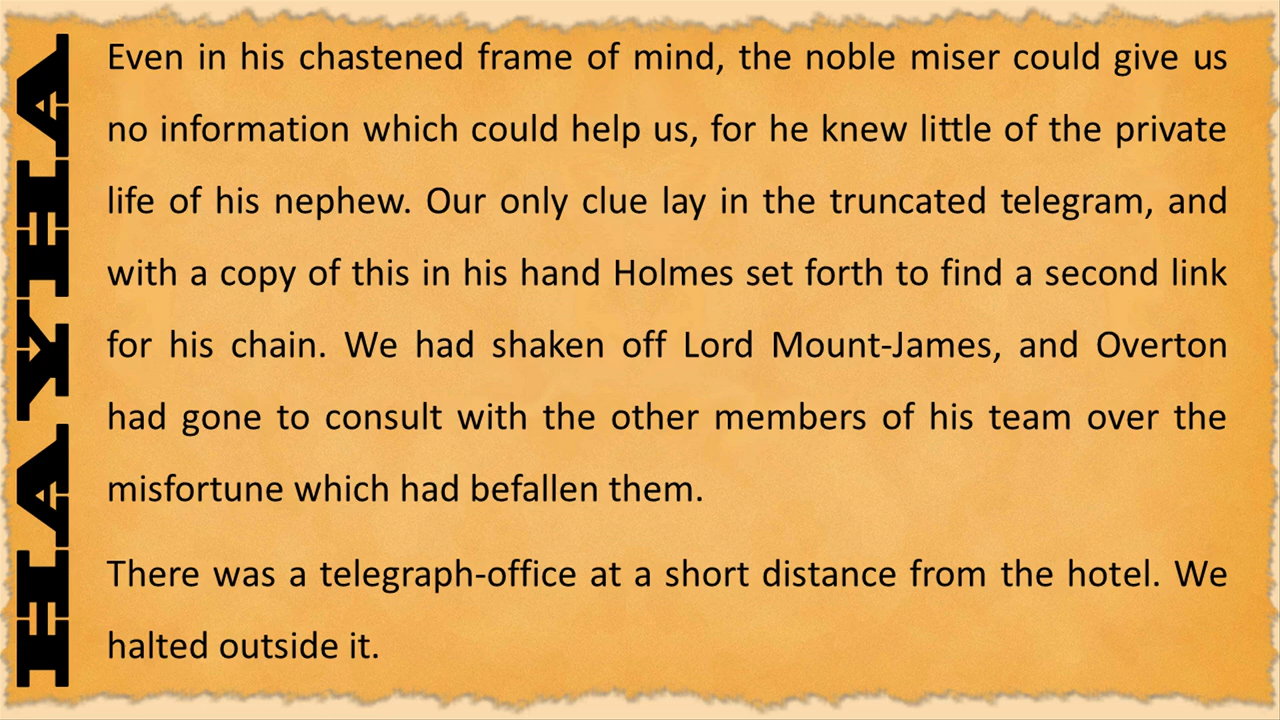 HAYHA
Even in his chastened frame of mind, the noble miser could give us
no information which could help us, for he knew little of the private
life of his nephew. Our only clue lay in the truncated telegram, and
with a copy of this in his hand Holmes set forth to find a second link
for his chain. We had shaken off Lord Mount-James, and Overton
had gone to consult with the other members of his team over the
misfortune which had befallen them.
There was a telegraph-office at a short distance from the hotel. We
halted outside it.